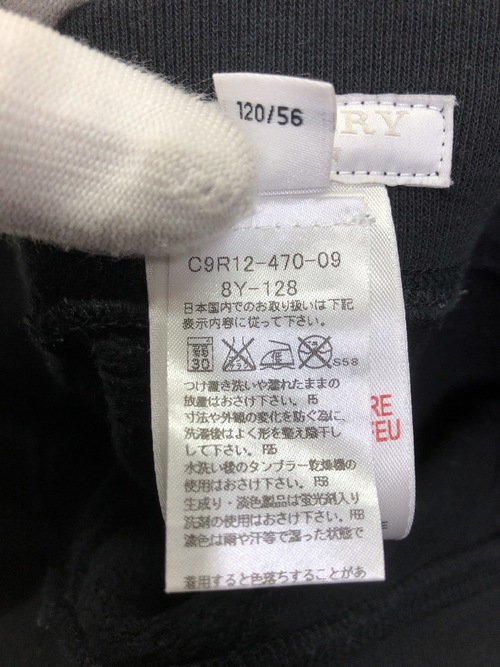 120/56
RY
C9R12-470-09
8Y-128
日本国内でのお取り扱いは下記
表示内容に従って下さい。
30
S58
つけ置き洗いや濡れたままの
放置はおさけ下さい。F5
寸法や外観の変化を防ぐ為に、
洗濯後はよく形を整え陰干し
して下さい。F25
水洗い後のタンブラー乾燥機の
使用はおさけ下さい。F58
生成り・淡色製品は蛍光剤入り
洗剤の使用はおさけ下さい。F63
濃色は雨や汗等で湿った状態で
着用すると色落ちすることがあ
RE
FEU